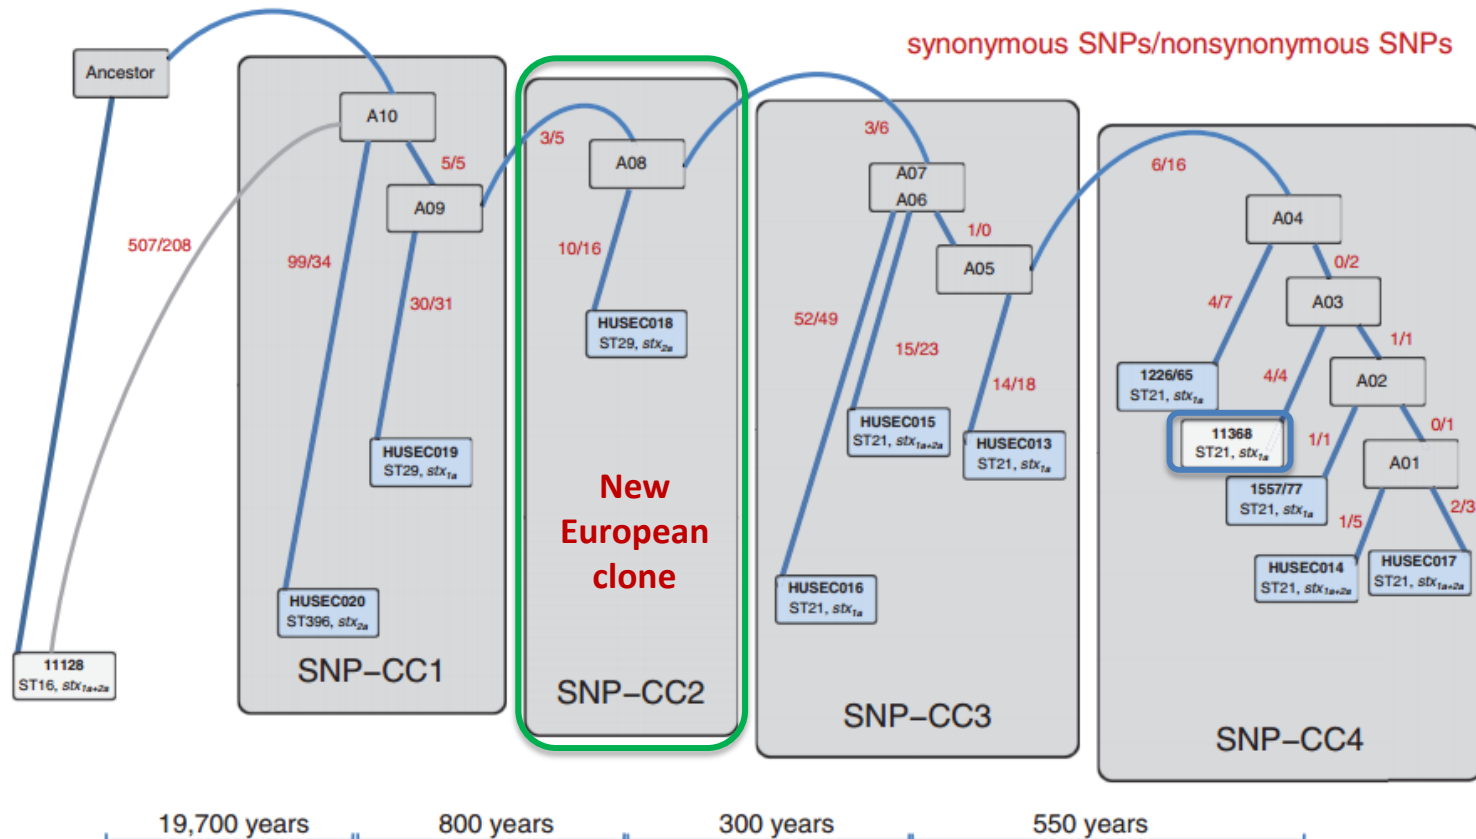 synonymous SNPs/nonsynonymous SNPs
Ancestor
507/208
11128
ST16, stx1a+2a
A10
5/5
A09
99/34
30/31
HUSEC019
ST29, stx1a
HUSEC020
ST396, stx2a
SNP–CC1
3/5
A08
10/16
HUSEC018
ST29, stx2a
New
European
clone
SNP–CC2
3/6
A07
A06
1/0
A05
52/49
15/23
14/18
HUSEC015
ST21, stx1a+2a
HUSEC013
ST21, stx1a
HUSEC016
ST21, stx1a
SNP–CC3
6/16
A04
0/2
A03
4/7
1/1
A02
1226/65
ST21, stx1a
4/4
11368
ST21, stx1a
1/1
0/1
A01
1557/77
ST21, stx1a
1/5
2/3
HUSEC014
ST21, stx1a+2a
HUSEC017
ST21, stx1a+2a
SNP–CC4
19,700 years
800 years
300 years
550 years